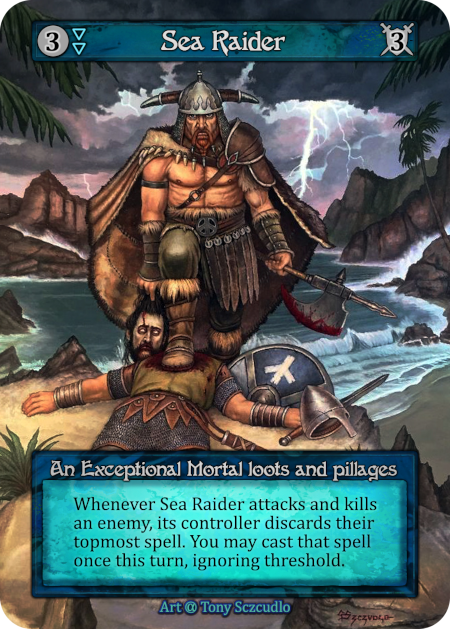 3
Sea Raider
3
An Exceptional Mortal loots and pillages
Whenever Sea Raider attacks and kills
an enemy, its controller discards their
topmost spell. You may cast that spell
once this turn, ignoring threshold.
Art @ Tony Sczcudlo